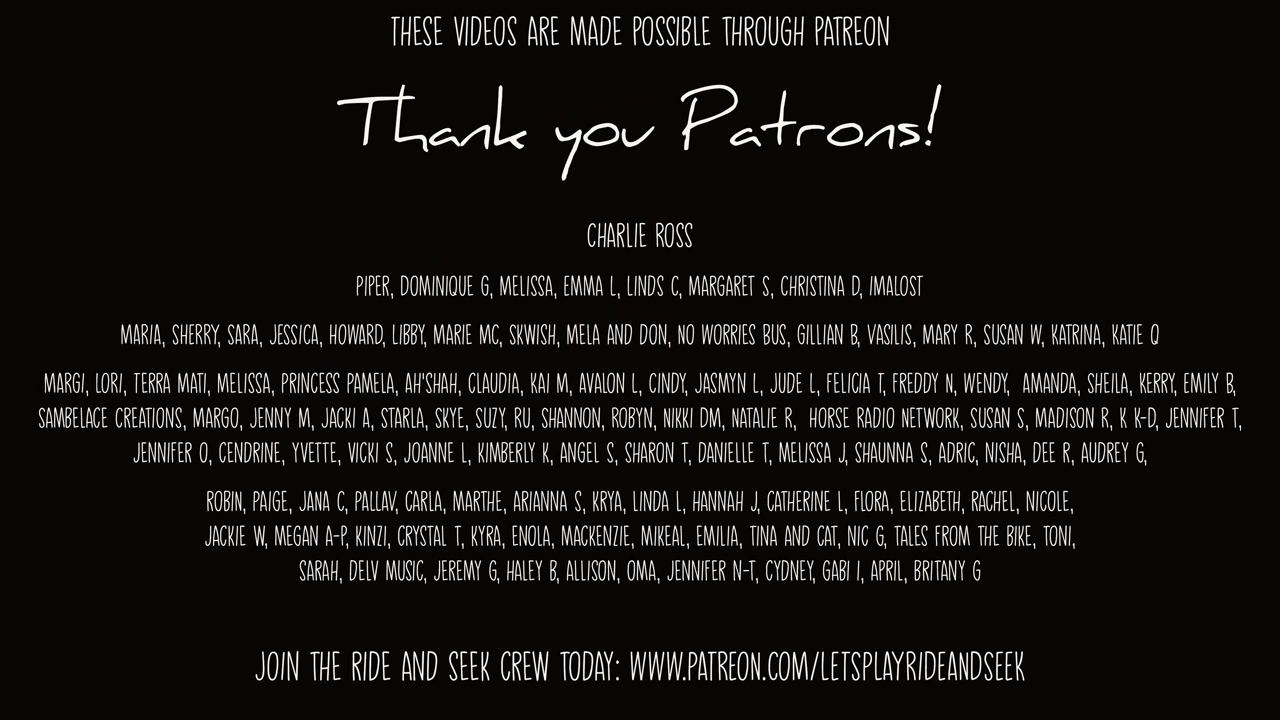 THESE VIDEOS ARE MADE POSSIBLE THROUGH PATREON
Thank you Patrons!
CHARLIE ROSS
PIPER, DOMINIQUE G, MELISSA, EMMA L, LINDS C, MARGARET S, CHRISTINA D, IMALOST
MARIA, SHERRY, SARA, JESSICA, HOWARD, LIBBY, MARIE MC, SKWISH, MELA AND DON, NO WORRIES BUS, GILLIAN B, VASILIS, MARY R, SUSAN W, KATRINA, KATIE Q
MARGI, LORI, TERRA MATI, MELISSA, PRINCESS PAMELA, AH'SHAH, CLAUDIA, KAI M, AVALON L, CINDY, JASMYN L, JUDE L, FELICIA T, FREDDY N, WENDY, AMANDA, SHEILA, KERRY, EMILY B,
SAMBELACE CREATIONS, MARGO, JENNY M, JACKI A, STARLA, SKYE, SUZY, RU, SHANNON, ROBYN, NIKKI DM, NATALIE R, HORSE RADIO NETWORK, SUSAN S, MADISON R, K K-D, JENNIFER T,
JENNIFER O, CENDRINE, YVETTE, VICKI S, JOANNE L, KIMBERLY K, ANGEL S, SHARON T, DANIELLE T, MELISSA J, SHAUNNA S, ADRIC, NISHA, DEE R, AUDREY G,
ROBIN, PAIGE, JANA C, PALLAV, CARLA, MARTHE, ARIANNA S, KRYA, LINDA L, HANNAH J, CATHERINE L, FLORA, ELIZABETH, RACHEL, NICOLE,
JACKIE W, MEGAN A-P, KINZI, CRYSTAL T, KYRA, ENOLA, MACKENZIE, MIKEAL, EMILIA, TINA AND CAT, NIC G, TALES FROM THE BIKE, TONI,
SARAH, DELV MUSIC, JEREMY G, HALEY B, ALLISON, OMA, JENNIFER N-T, CYDNEY, GABI I, APRIL, BRITANY G
JOIN THE RIDE AND SEEK CREW TODAY: WWW.PATREON.COM/LETSPLAYRIDEANDSEEK